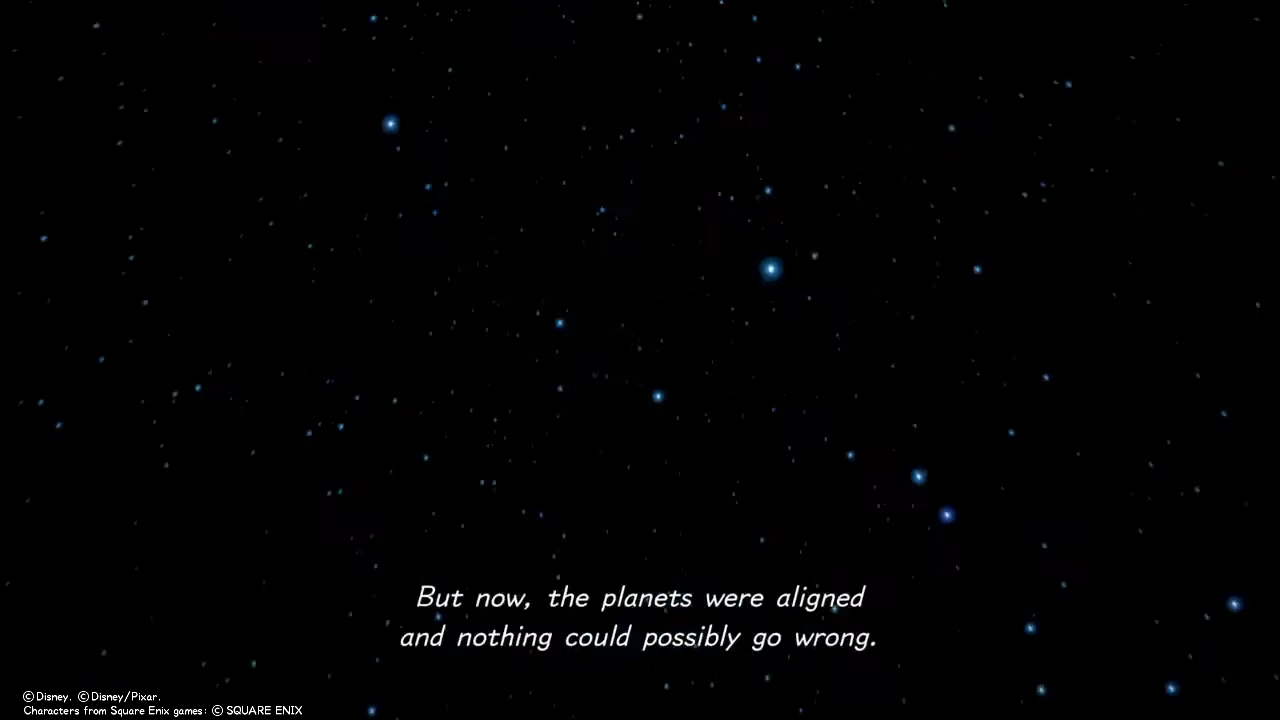 But now, the planets were aligned
and nothing could possibly go wrong.
©Disney. ©Disney/Pixar.
Characters from Square Enix games: © SQUARE ENIX